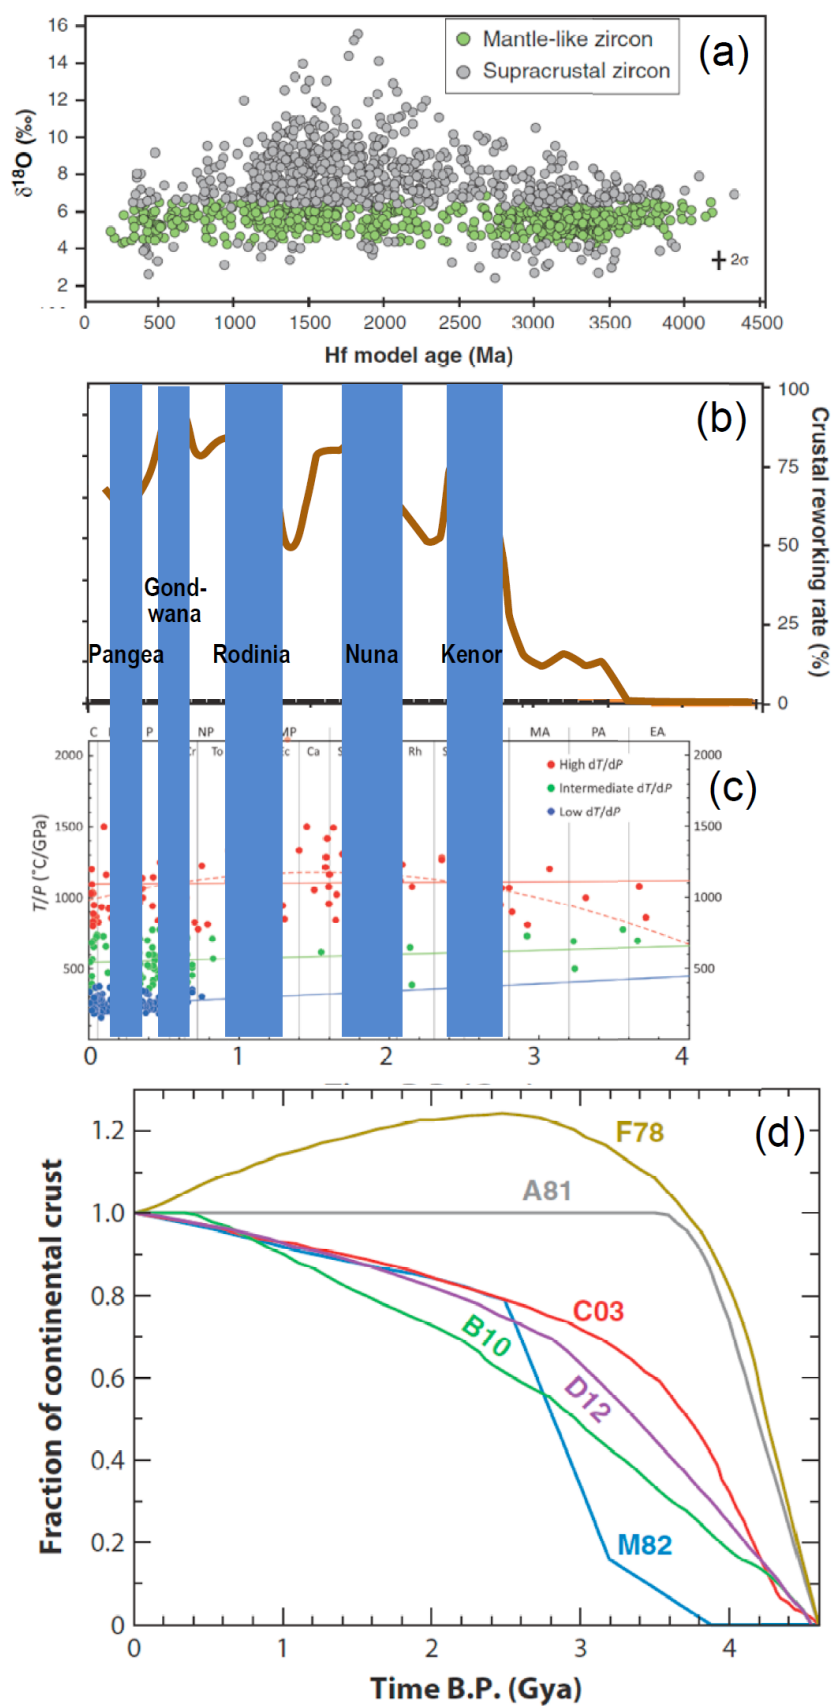 16
14
12
10
8
6
4
2
δ18O (‰)
Mantle-like zircon
Supracrustal zircon
(a)
2σ
0 500 1000 1500 2000 2500 3000 3500 4000 4500
Hf model age (Ma)
(b)
100
75
50
25
0
Crustal reworking rate (%)
Gond-
wana
Pangea Rodinia Nuna Kenor
C P NP MP MA PA EA
To Ca Rh
2000 2000
1500 1500
1000 1000
500 500
T/P (°C/GPa)
High dT/dP
Intermediate dT/dP
Low dT/dP
(c)
0 1 2 3 4
(d)
1.2
1.0
0.8
0.6
0.4
0.2
0
Fraction of continental crust
F78
A81
C03
B10
D12
M82
0 1 2 3 4
Time B.P. (Gya)